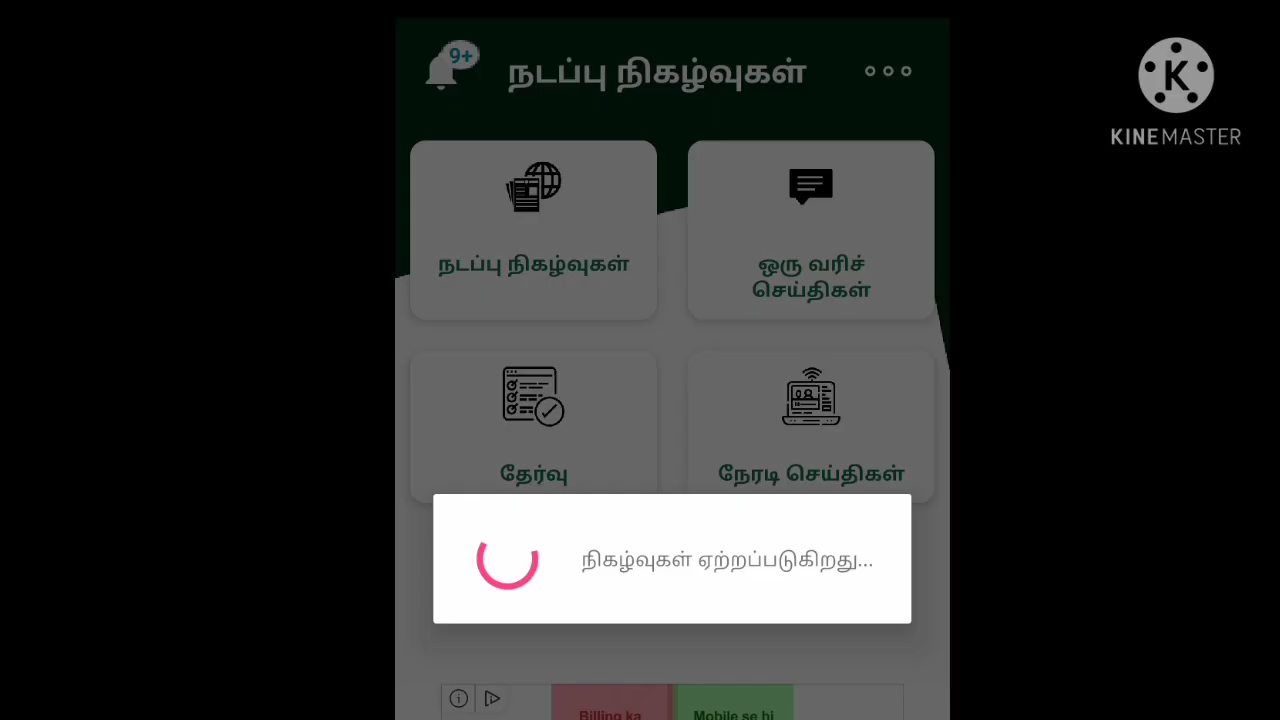 9+
நடப்பு நிகழ்வுகள்
KINEMASTER
நடப்பு நிகழ்வுகள்
ஒரு வரிச்
செய்திகள்
தேர்வு
நேரடி செய்திகள்
நிகழ்வுகள் ஏற்றப்படுகிறது...
Billing ka
Mobile se hi